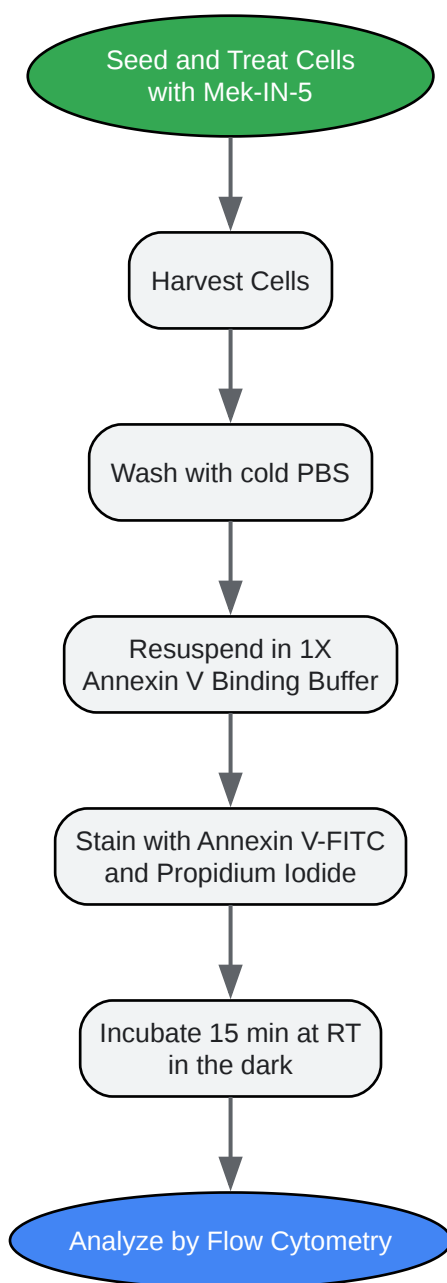 Seed and Treat Cells
with Mek-IN-5
Harvest Cells
Wash with cold PBS
Resuspend in 1X
Annexin V Binding Buffer
Stain with Annexin V-FITC
and Propidium Iodide
Incubate 15 min at RT
in the dark
Analyze by Flow Cytometry